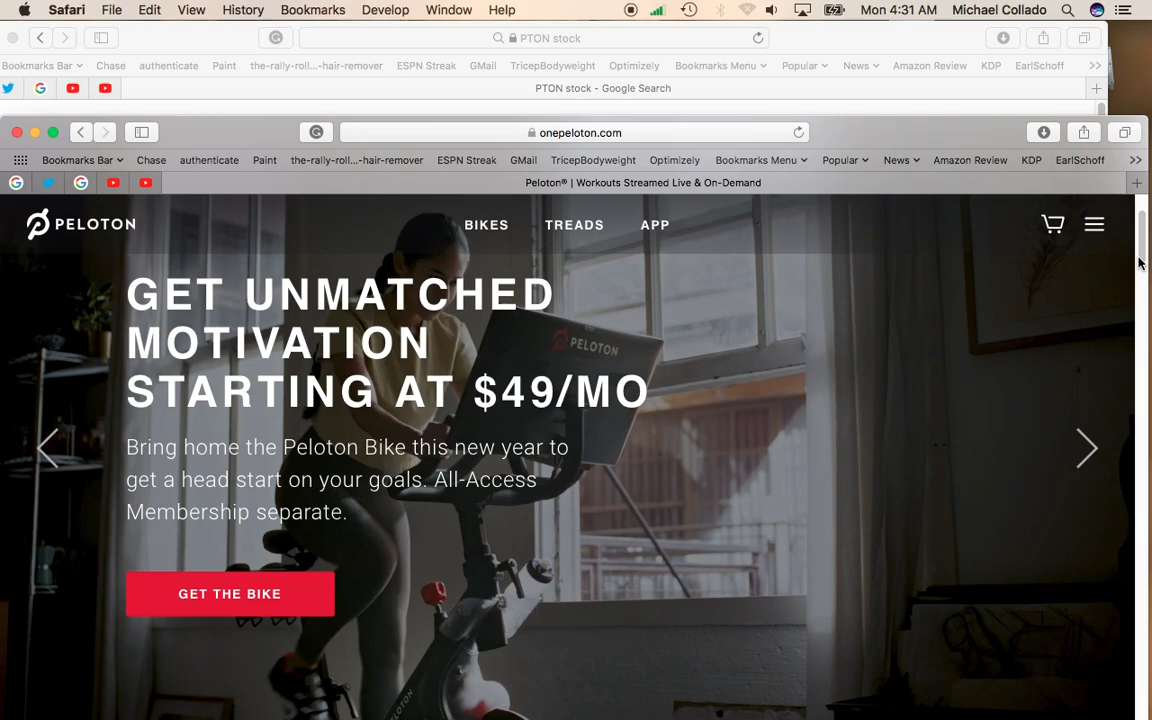 Safari File Edit View History Bookmarks Develop Window Help Mon 4:31 AM Michael Collado
PTON stock
Bookmarks Bar Chase authenticate Paint the-rally-roll...-hair-remover ESPN Streak GMail TricepBodyweight Optimizely Bookmarks Menu Popular News Amazon Review KDP EarlSchoff >>
PTON stock - Google Search
onepeloton.com
Bookmarks Bar Chase authenticate Paint the-rally-roll...-hair-remover ESPN Streak GMail TricepBodyweight Optimizely Bookmarks Menu Popular News Amazon Review KDP EarlSchoff >>
Peloton® | Workouts Streamed Live & On-Demand
PELOTON BIKES TREADS APP
GET UNMATCHED
MOTIVATION
STARTING AT $49/MO
Bring home the Peloton Bike this new year to
get a head start on your goals. All-Access
Membership separate.
GET THE BIKE
PELOTON
PELOTON